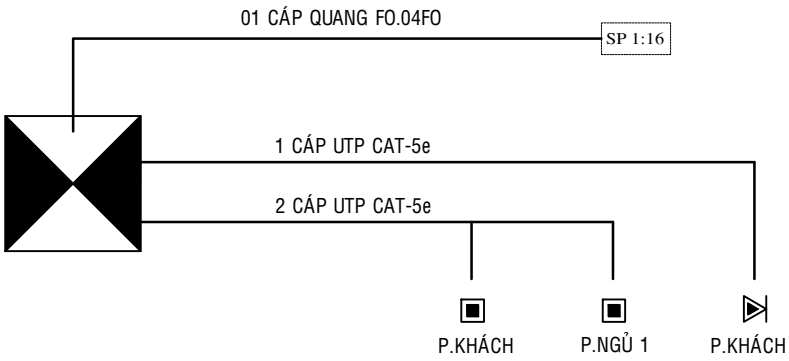 01 CÁP QUANG FO.04FO
SP 1:16
1 CÁP UTP CAT-5e
2 CÁP UTP CAT-5e
P.KHÁCH
P.NGỦ 1
P.KHÁCH